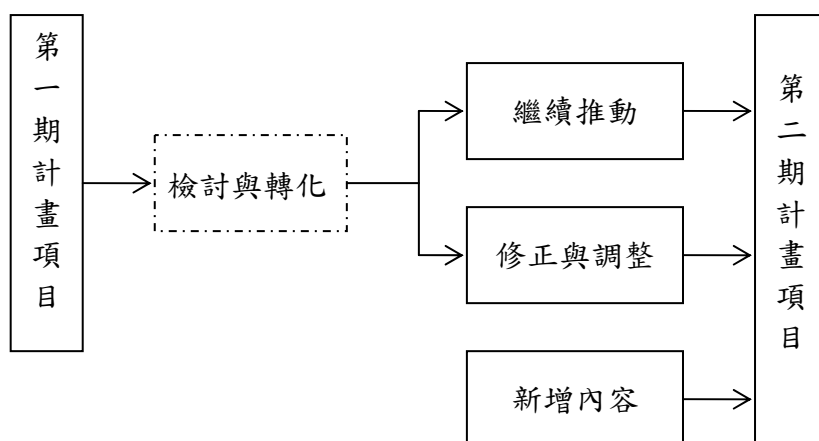 第一期計畫項目
檢討與轉化
繼續推動
修正與調整
新增內容
第二期計畫項目